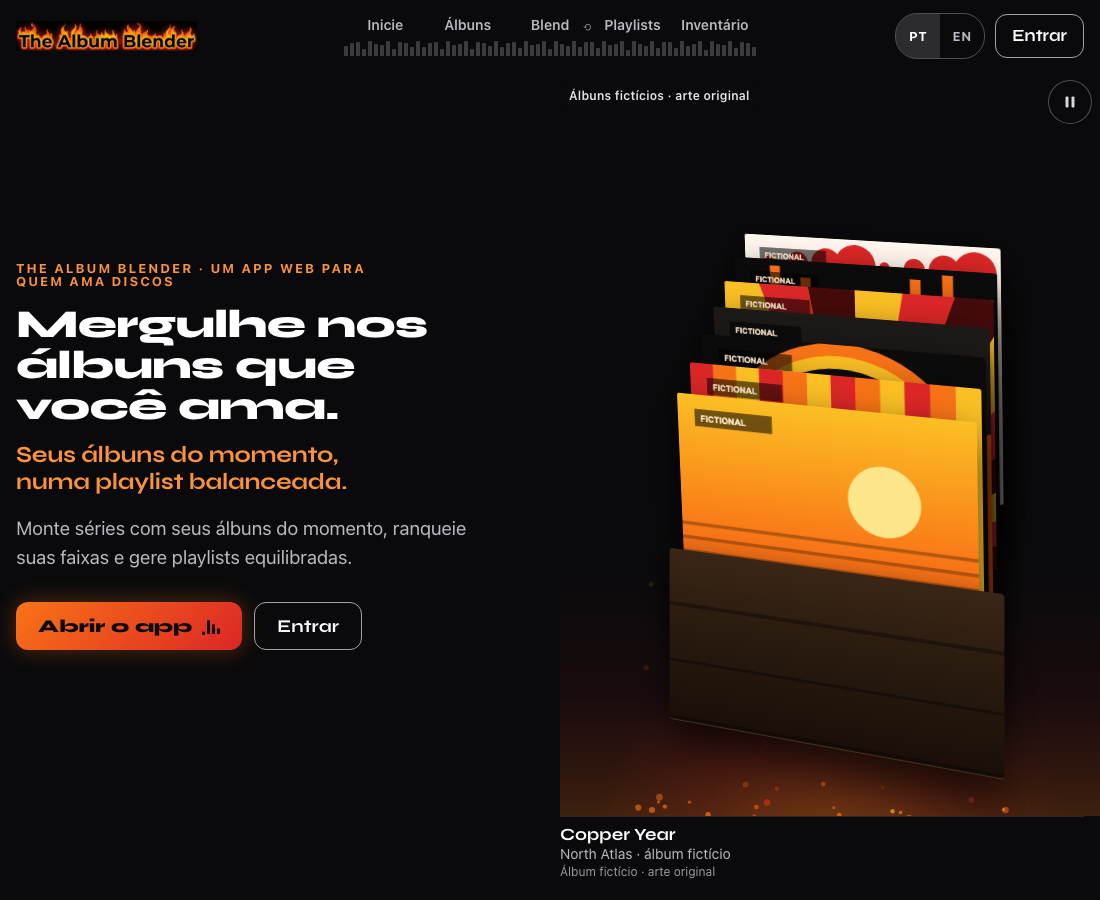 The Album Blender
Inicie
Álbuns
Blend
Playlists
Inventário
PT
EN
Entrar
Álbuns fictícios · arte original
THE ALBUM BLENDER · UM APP WEB PARA
QUEM AMA DISCOS
Mergulhe nos
álbuns que
você ama.
Seus álbuns do momento,
numa playlist balanceada.
Monte séries com seus álbuns do momento, ranqueie
suas faixas e gere playlists equilibradas.
Abrir o app
Entrar
FICTIONAL
FICTIONAL
FICTIONAL
FICTIONAL
FICTIONAL
FICTIONAL
FICTIONAL
Copper Year
North Atlas · álbum fictício
Álbum fictício · arte original